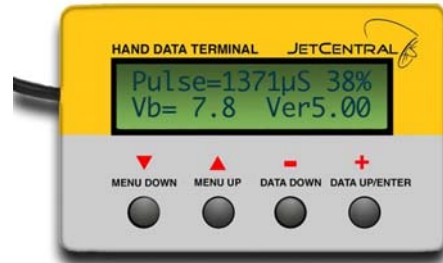 HAND DATA TERMINAL JETCENTRAL
Pulse=1371µS 38%
Vb= 7.8 Ver5.00
MENU DOWN MENU UP DATA DOWN DATA UP/ENTER